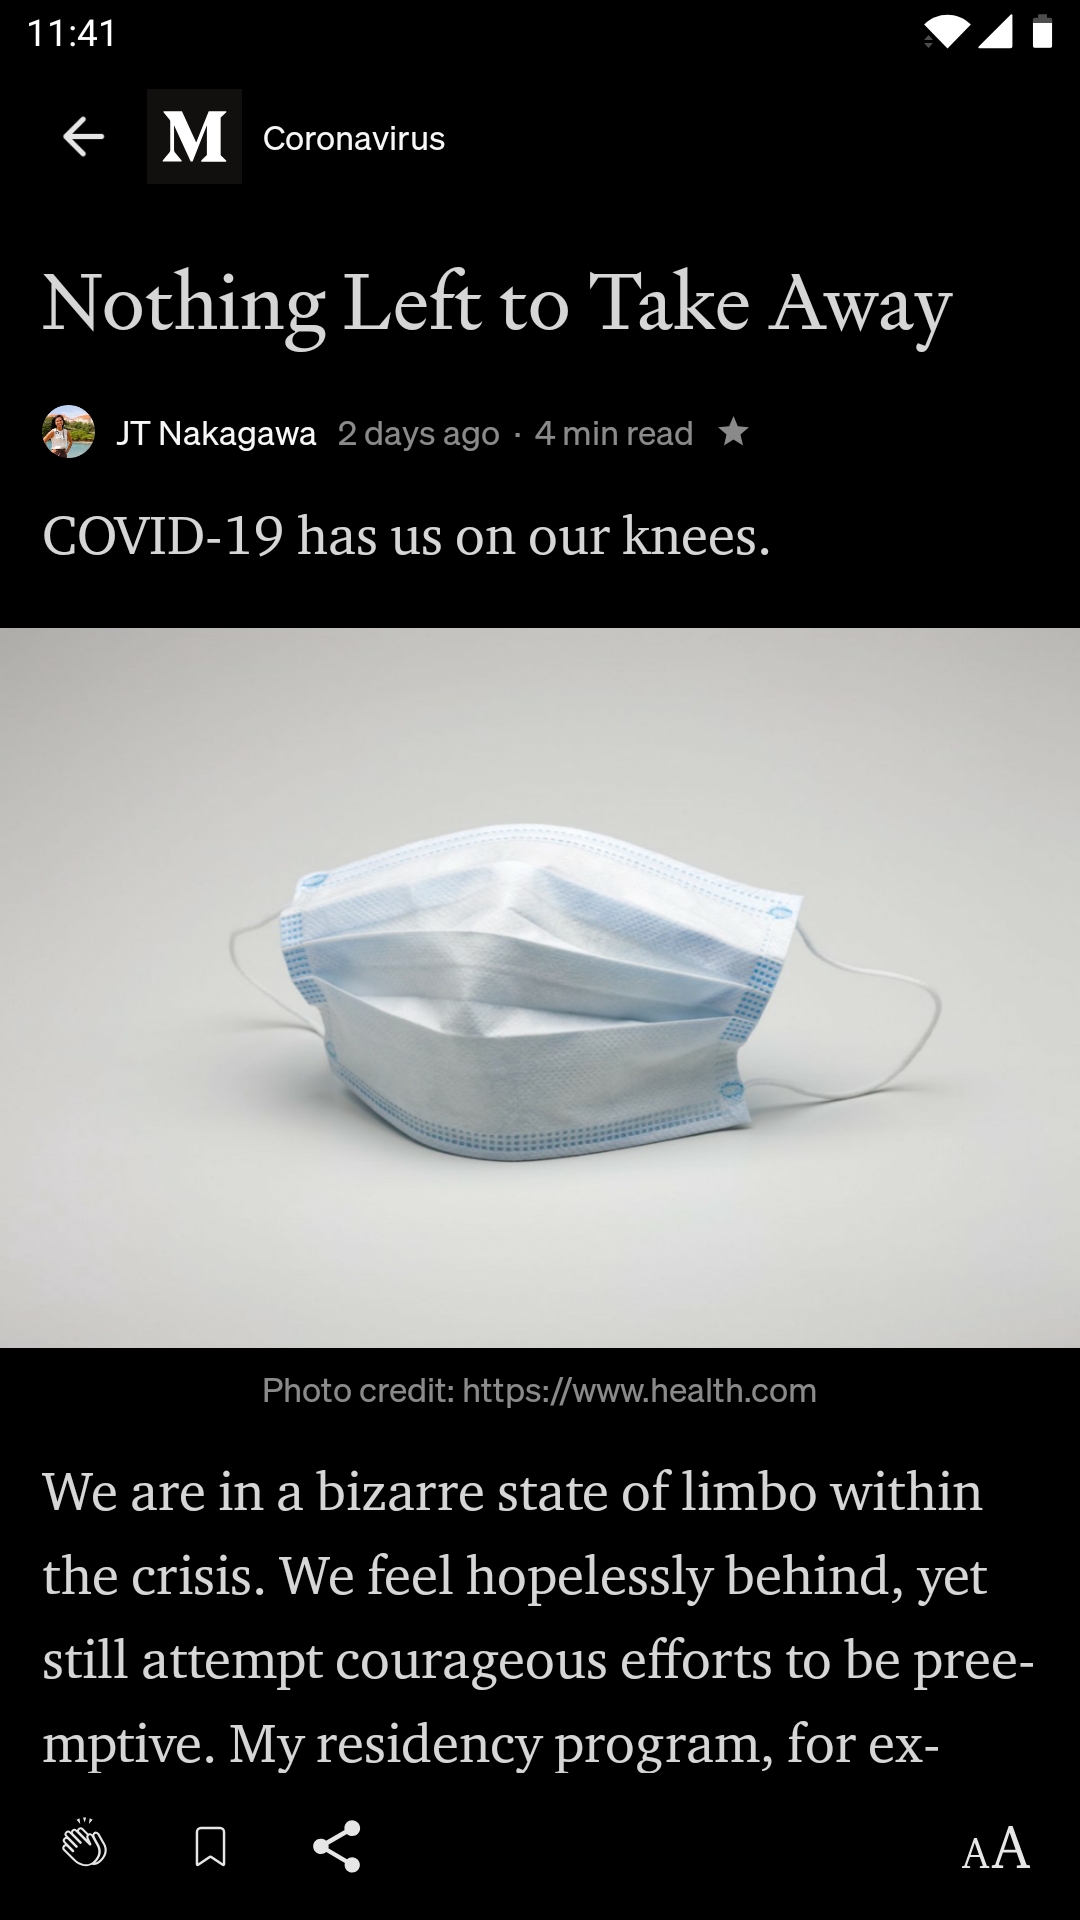 11:41
M Coronavirus
Nothing Left to Take Away
JT Nakagawa 2 days ago · 4 min read
COVID-19 has us on our knees.
Photo credit: https://www.health.com
We are in a bizarre state of limbo within
the crisis. We feel hopelessly behind, yet
still attempt courageous efforts to be pree-
mptive. My residency program, for ex-
AA